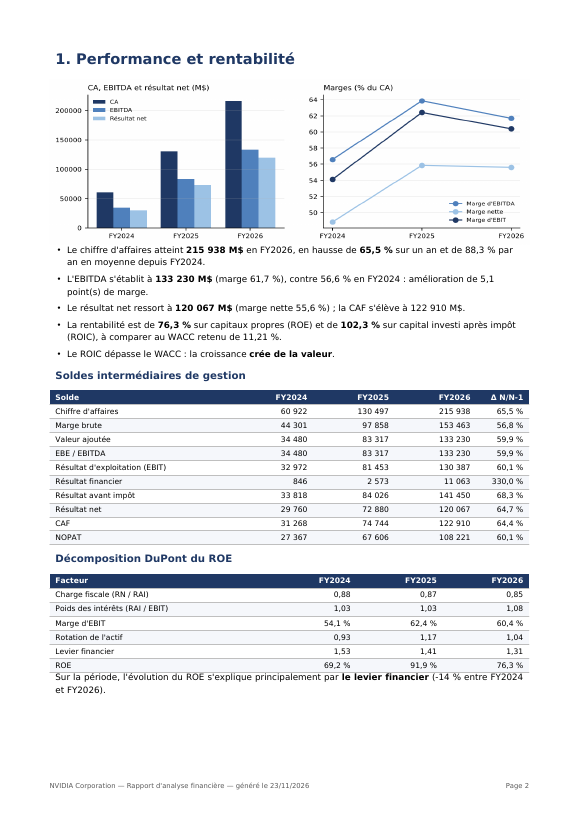 1. Performance et rentabilité
CA, EBITDA et résultat net (M$)
CA
EBITDA
Résultat net
200000
150000
100000
50000
0
FY2024 FY2025 FY2026
Marges (% du CA)
64
62
60
58
56
54
52
50
Marge d'EBITDA
Marge nette
Marge d'EBIT
FY2024 FY2025 FY2026
• Le chiffre d'affaires atteint 215 938 M$ en FY2026, en hausse de 65,5 % sur un an et de 88,3 % par
an en moyenne depuis FY2024.
• L'EBITDA s'établit à 133 230 M$ (marge 61,7 %), contre 56,6 % en FY2024 : amélioration de 5,1
point(s) de marge.
• Le résultat net ressort à 120 067 M$ (marge nette 55,6 %) ; la CAF s'élève à 122 910 M$.
• La rentabilité est de 76,3 % sur capitaux propres (ROE) et de 102,3 % sur capital investi après impôt
(ROIC), à comparer au WACC retenu de 11,21 %.
• Le ROIC dépasse le WACC : la croissance crée de la valeur.
Soldes intermédiaires de gestion
Solde FY2024 FY2025 FY2026 Δ N/N-1
Chiffre d'affaires 60 922 130 497 215 938 65,5 %
Marge brute 44 301 97 858 153 463 56,8 %
Valeur ajoutée 34 480 83 317 133 230 59,9 %
EBE / EBITDA 34 480 83 317 133 230 59,9 %
Résultat d'exploitation (EBIT) 32 972 81 453 130 387 60,1 %
Résultat financier 846 2 573 11 063 330,0 %
Résultat avant impôt 33 818 84 026 141 450 68,3 %
Résultat net 29 760 72 880 120 067 64,7 %
CAF 31 268 74 744 122 910 64,4 %
NOPAT 27 367 67 606 108 221 60,1 %
Décomposition DuPont du ROE
Facteur FY2024 FY2025 FY2026
Charge fiscale (RN / RAI) 0,88 0,87 0,85
Poids des intérêts (RAI / EBIT) 1,03 1,03 1,08
Marge d'EBIT 54,1 % 62,4 % 60,4 %
Rotation de l'actif 0,93 1,17 1,04
Levier financier 1,53 1,41 1,31
ROE 69,2 % 91,9 % 76,3 %
Sur la période, l'évolution du ROE s'explique principalement par le levier financier (-14 % entre FY2024
et FY2026).
NVIDIA Corporation — Rapport d'analyse financière — généré le 23/11/2026 Page 2